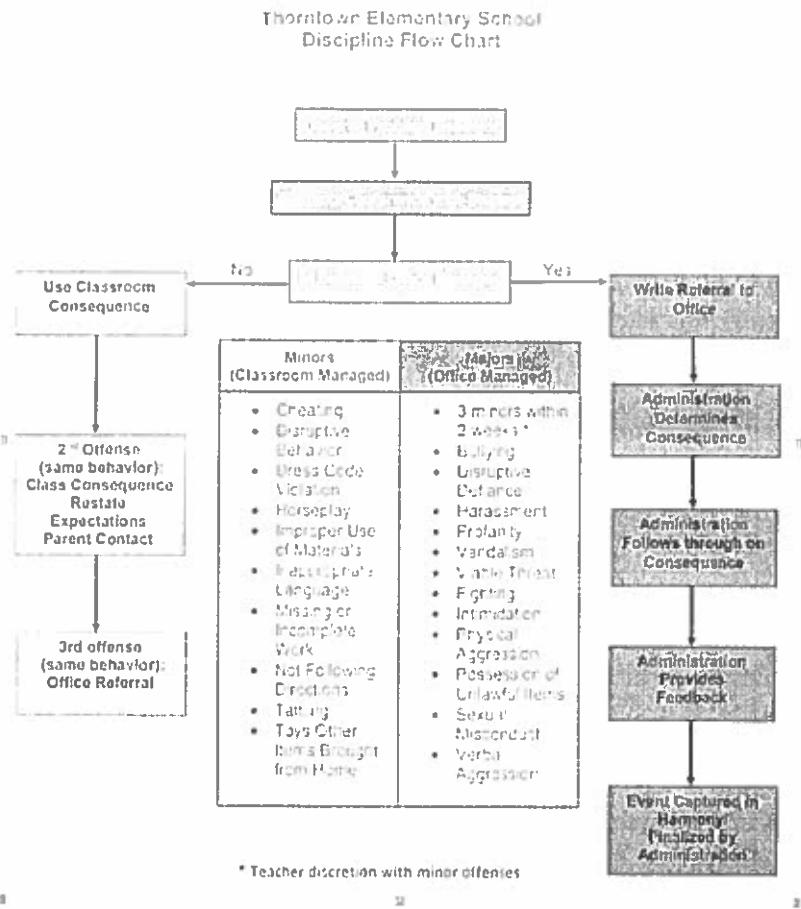 Thorntown Elementary School
Discipline Flow Chart
No
Yes
Use Classroom
Consequence
2nd Offense
(same behavior):
Class Consequence
Restate
Expectations
Parent Contact
3rd offense
(same behavior):
Office Referral
Minors
(Classroom Managed)
• Cheating
• Disruptive
Behavior
• Dress Code
Violation
• Horseplay
• Improper Use
of Materials
• Inappropriate
Language
• Missing or
Incomplete
Work
• Not Following
Directions
• Tattling
• Toys Other
Items Brought
from Home
Majors
(Office Managed)
• 3 minors within
2 weeks *
• Bullying
• Disruptive
Defiance
• Harassment
• Profanity
• Vandalism
• Viable Threat
• Fighting
• Intimidation
• Physical
Aggression
• Possession of
Unlawful Items
• Sexual
Misconduct
• Verbal
Aggression
Write Referral to
Office
Administration
Determines
Consequence
Administration
Follows through on
Consequence
Administration
Provides
Feedback
Event Captured in
Harmony/
Finalized by
Administration
* Teacher discretion with minor offenses